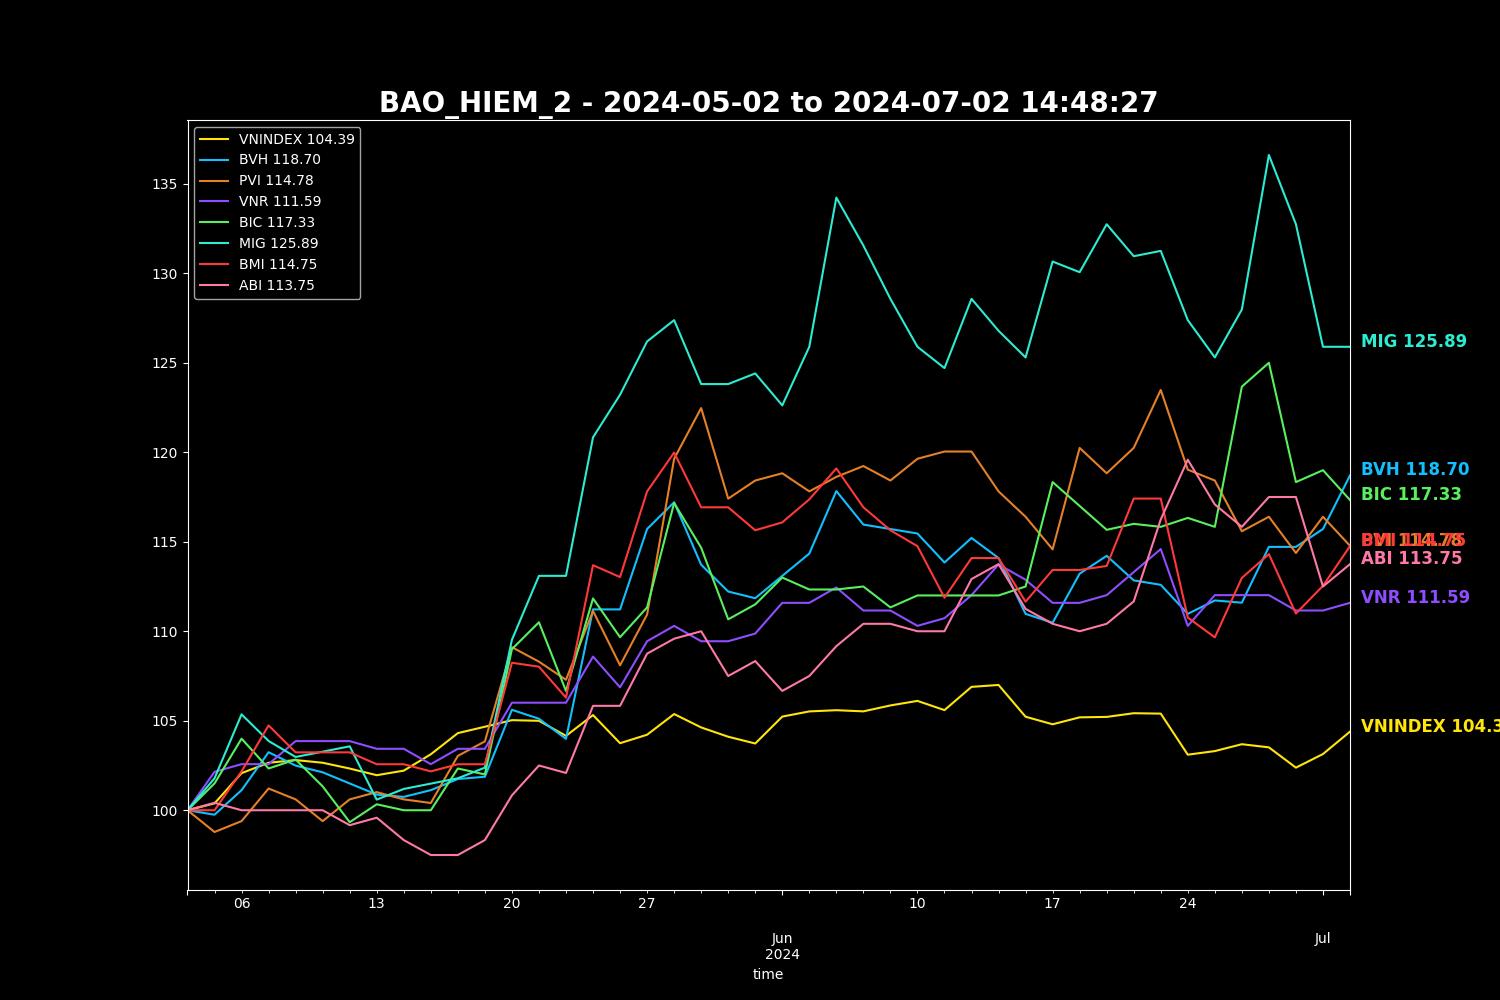 BAO_HIEM_2 - 2024-05-02 to 2024-07-02 14:48:27
VNINDEX 104.39
BVH 118.70
PVI 114.78
VNR 111.59
BIC 117.33
MIG 125.89
BMI 114.75
ABI 113.75
135
130
125
120
115
110
105
100
MIG 125.89
BVH 118.70
BIC 117.33
ABI 113.75
VNR 111.59
VNINDEX 104.3
06 13 20 27 10 17 24
Jun Jul
2024
time